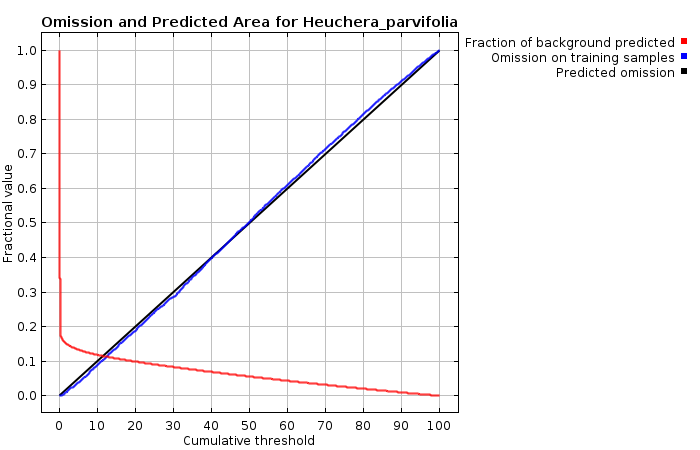 Omission and Predicted Area for Heuchera_parvifolia
Fraction of background predicted
Omission on training samples
Predicted omission
Fractional value
1.0
0.9
0.8
0.7
0.6
0.5
0.4
0.3
0.2
0.1
0.0
0 10 20 30 40 50 60 70 80 90 100
Cumulative threshold